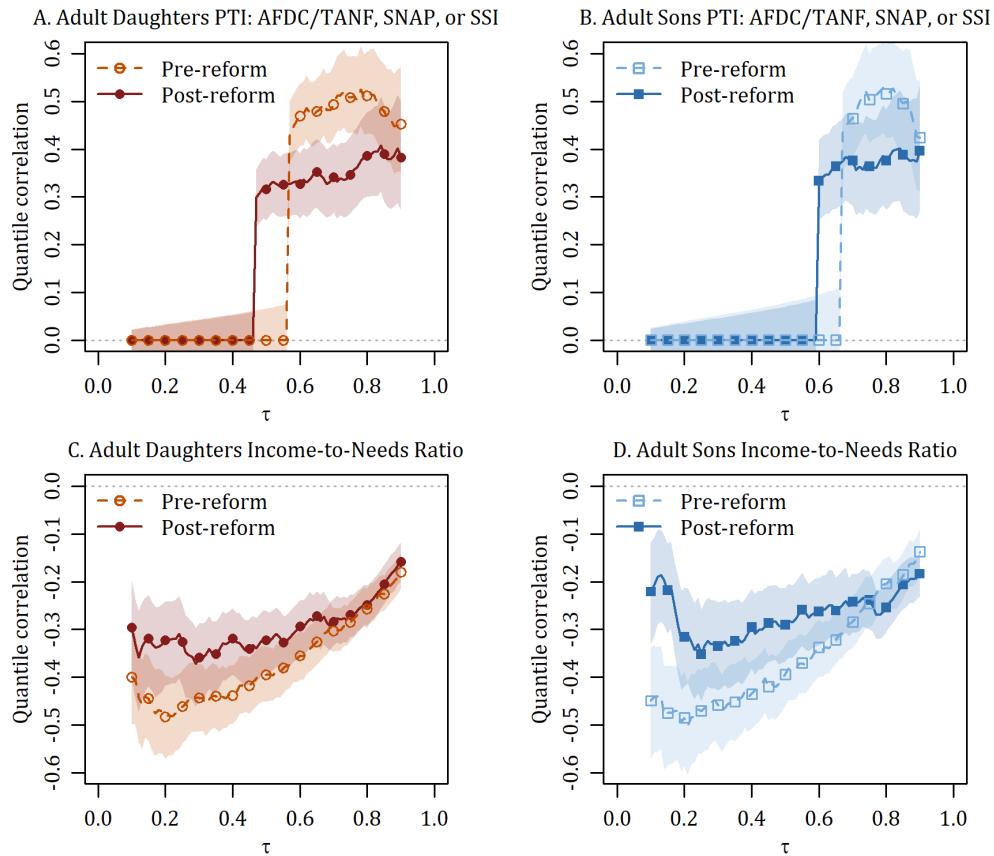 A. Adult Daughters PTI: AFDC/TANF, SNAP, or SSI
Pre-reform
Post-reform
Quantile correlation
0.6
0.5
0.4
0.3
0.2
0.1
0.0
0.0 0.2 0.4 0.6 0.8 1.0
τ
B. Adult Sons PTI: AFDC/TANF, SNAP, or SSI
Pre-reform
Post-reform
Quantile correlation
0.6
0.5
0.4
0.3
0.2
0.1
0.0
0.0 0.2 0.4 0.6 0.8 1.0
τ
C. Adult Daughters Income-to-Needs Ratio
Pre-reform
Post-reform
Quantile correlation
0.0
-0.1
-0.2
-0.3
-0.4
-0.5
-0.6
0.0 0.2 0.4 0.6 0.8 1.0
τ
D. Adult Sons Income-to-Needs Ratio
Pre-reform
Post-reform
Quantile correlation
0.0
-0.1
-0.2
-0.3
-0.4
-0.5
-0.6
0.0 0.2 0.4 0.6 0.8 1.0
τ